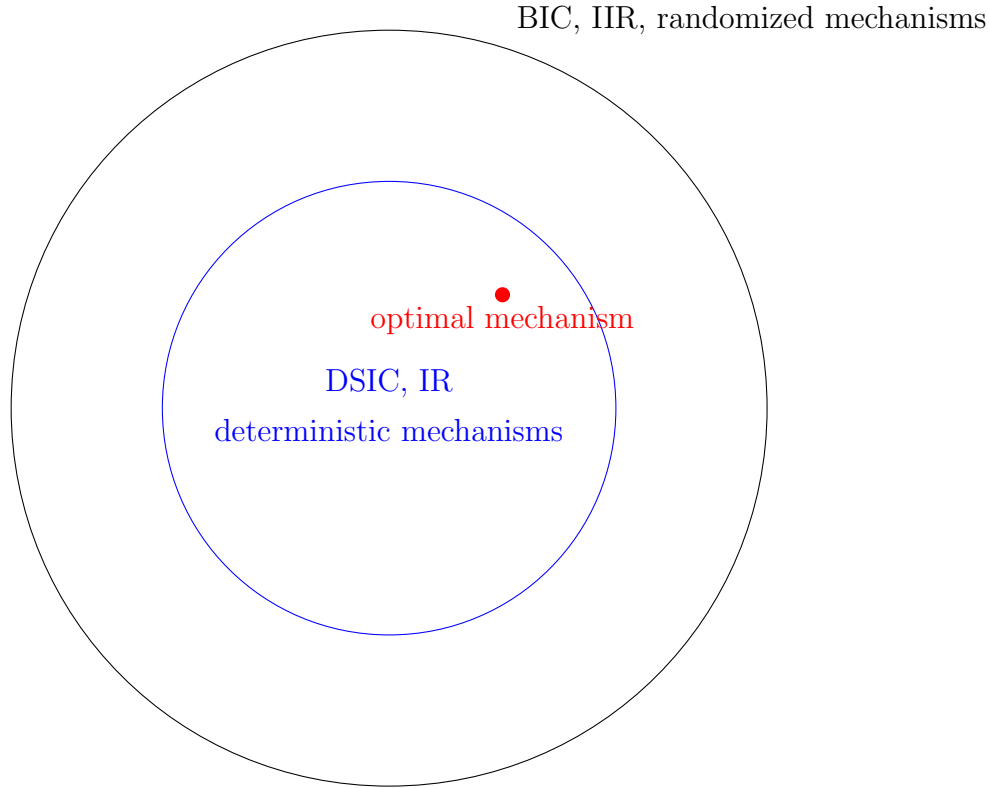 BIC, IIR, randomized mechanisms
optimal mechanism
DSIC, IR
deterministic mechanisms